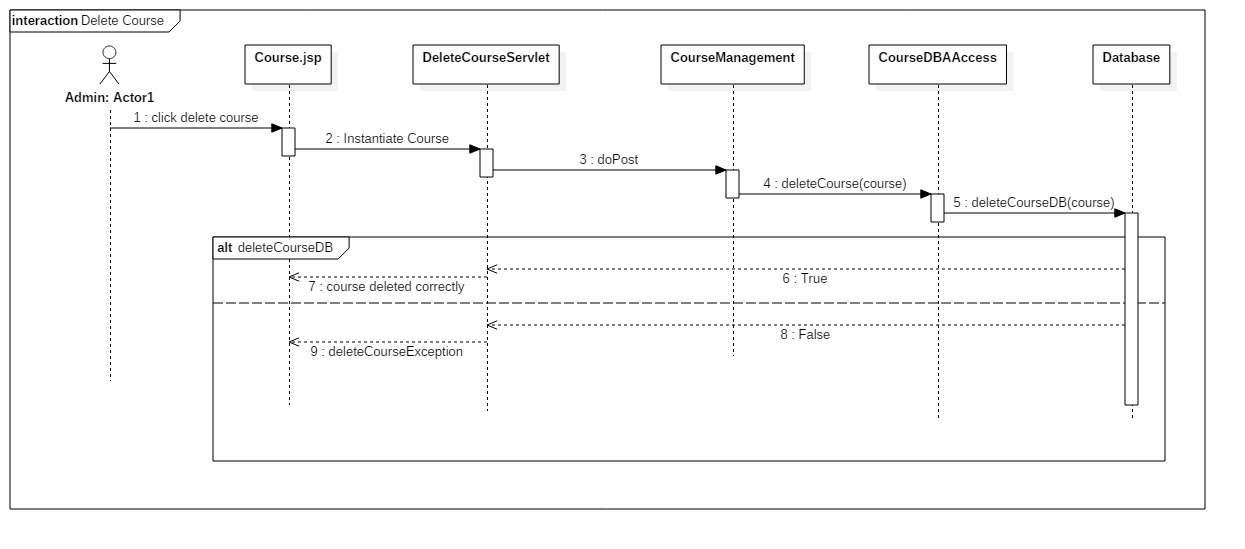 interaction Delete Course
Admin: Actor1
Course.jsp
DeleteCourseServlet
CourseManagement
CourseDBAAccess
Database
1 : click delete course
2 : Instantiate Course
3 : doPost
4 : deleteCourse(course)
5 : deleteCourseDB(course)
alt deleteCourseDB
6 : True
7 : course deleted correctly
8 : False
9 : deleteCourseException